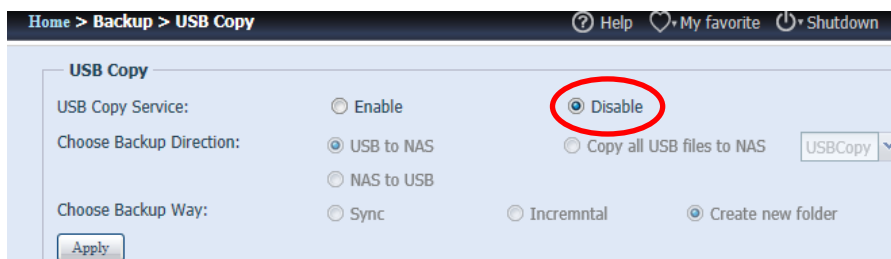 Home > Backup > USB Copy ? Help My favorite Shutdown
USB Copy
USB Copy Service: Enable Disable
Choose Backup Direction: USB to NAS Copy all USB files to NAS USBCopy
NAS to USB
Choose Backup Way: Sync Incremntal Create new folder
Apply